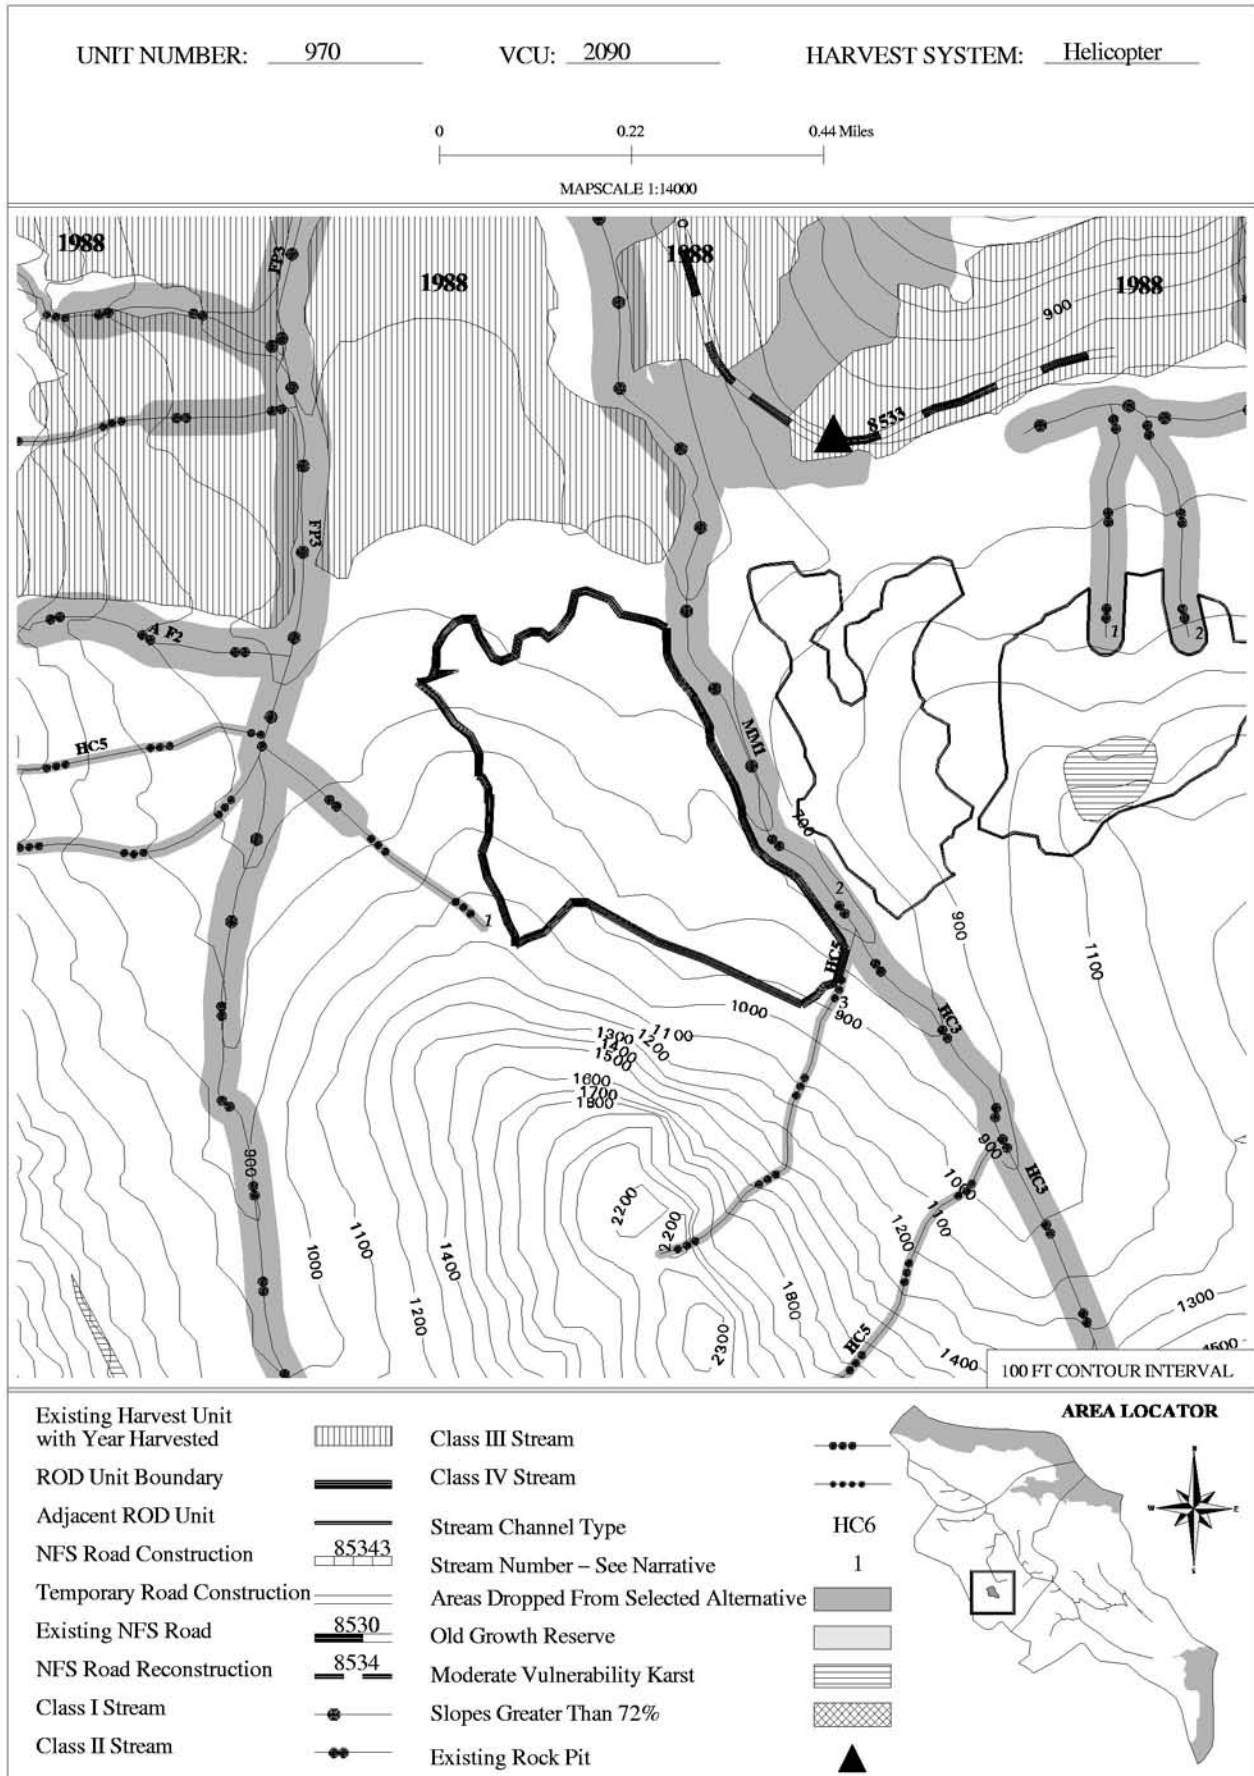 UNIT NUMBER: 970 VCU: 2090 HARVEST SYSTEM: Helicopter
0 0.22 0.44 Miles
MAPSCALE 1:14000
1988
FP3
1988
1988
1988
900
8533
FP3
A F2
1
2
HC5
MM1
700
2
1
900
1100
HC5
3
900
1000
HC3
1100
1200
1300
1400
1500
1600
1700
1800
900
900
HC3
1000
1100
1200
2200
2200
1000
1100
1400
1200
1800
2300
HC5
1300
1400
1500
100 FT CONTOUR INTERVAL
Existing Harvest Unit
with Year Harvested
ROD Unit Boundary
Adjacent ROD Unit
NFS Road Construction 85343
Temporary Road Construction
Existing NFS Road 8530
NFS Road Reconstruction 8534
Class I Stream
Class II Stream
Class III Stream
Class IV Stream
Stream Channel Type HC6
Stream Number – See Narrative 1
Areas Dropped From Selected Alternative
Old Growth Reserve
Moderate Vulnerability Karst
Slopes Greater Than 72%
Existing Rock Pit
AREA LOCATOR
N
W E
S